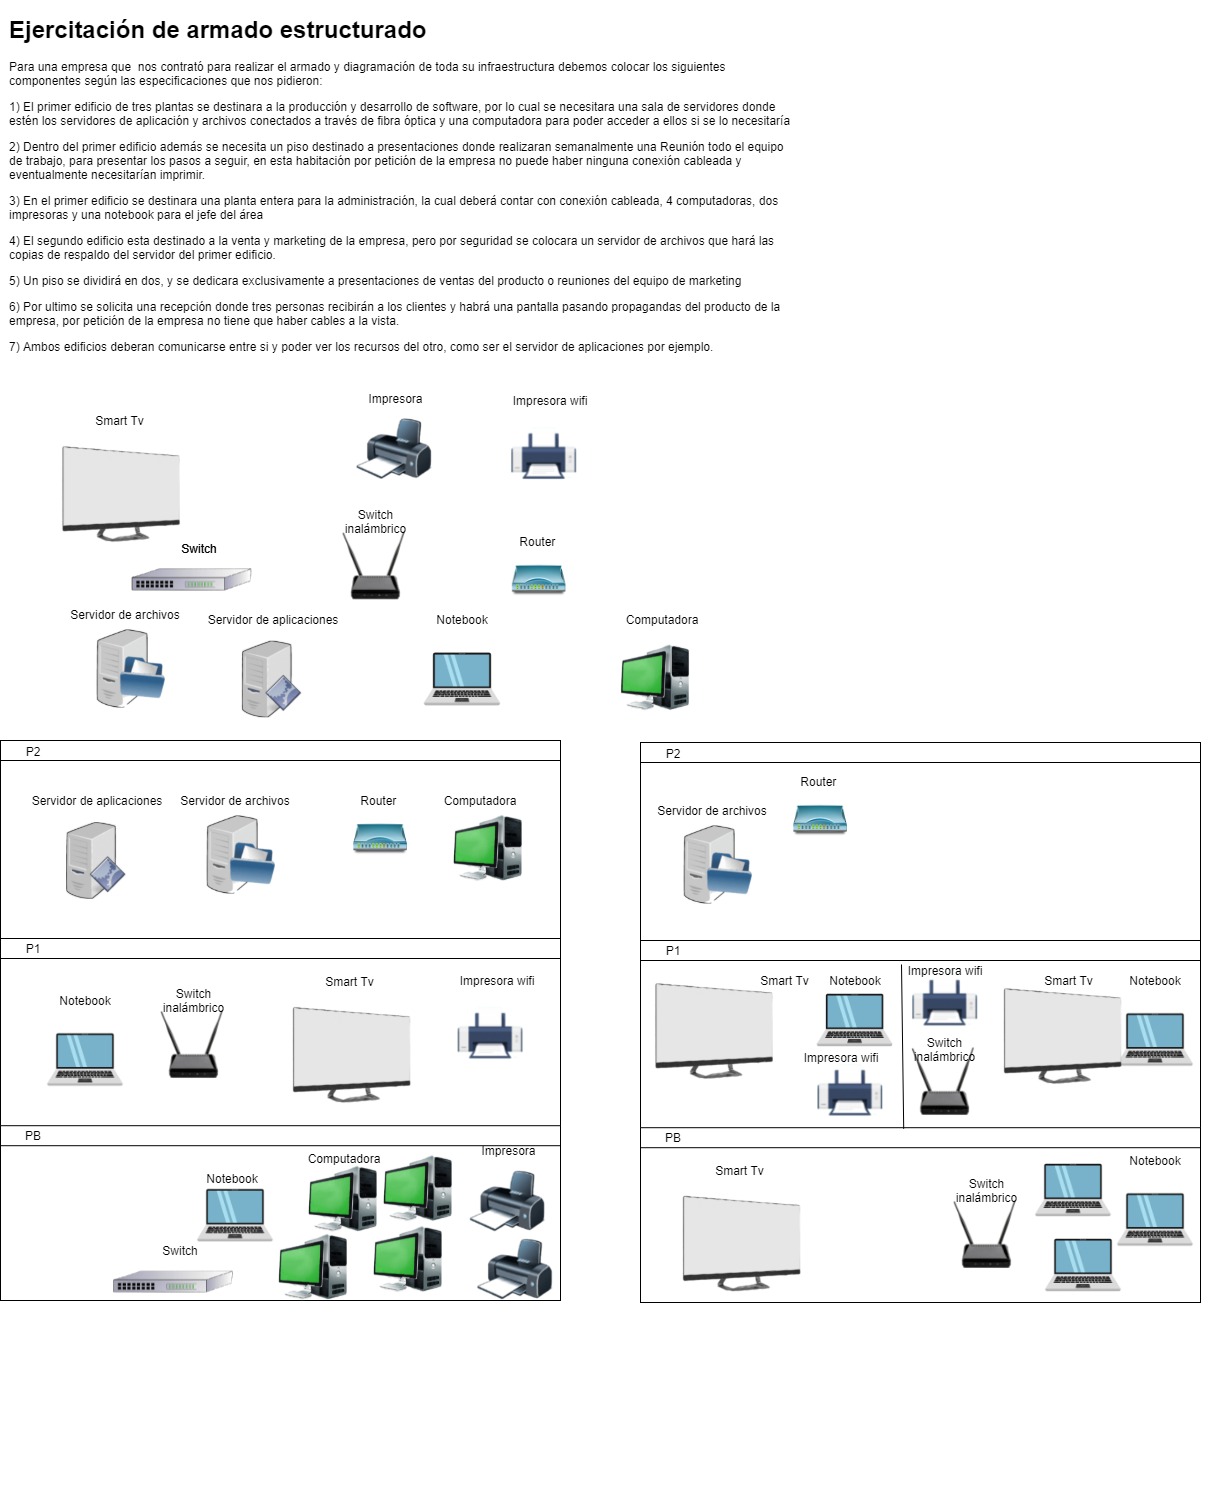 Ejercitación de armado estructurado
Para una empresa que  nos contrató para realizar el armado y diagramación de toda su infraestructura debemos colocar los siguientes
componentes según las especificaciones que nos pidieron:
1) El primer edificio de tres plantas se destinara a la producción y desarrollo de software, por lo cual se necesitara una sala de servidores donde
estén los servidores de aplicación y archivos conectados a través de fibra óptica y una computadora para poder acceder a ellos si se lo necesitaría
2) Dentro del primer edificio además se necesita un piso destinado a presentaciones donde realizaran semanalmente una Reunión todo el equipo
de trabajo, para presentar los pasos a seguir, en esta habitación por petición de la empresa no puede haber ninguna conexión cableada y
eventualmente necesitarían imprimir.
3) En el primer edificio se destinara una planta entera para la administración, la cual deberá contar con conexión cableada, 4 computadoras, dos
impresoras y una notebook para el jefe del área
4) El segundo edificio esta destinado a la venta y marketing de la empresa, pero por seguridad se colocara un servidor de archivos que hará las
copias de respaldo del servidor del primer edificio.
5) Un piso se dividirá en dos, y se dedicara exclusivamente a presentaciones de ventas del producto o reuniones del equipo de marketing
6) Por ultimo se solicita una recepción donde tres personas recibirán a los clientes y habrá una pantalla pasando propagandas del producto de la
empresa, por petición de la empresa no tiene que haber cables a la vista.
7) Ambos edificios deberan comunicarse entre si y poder ver los recursos del otro, como ser el servidor de aplicaciones por ejemplo.
Impresora
Impresora wifi
Smart Tv
Switch
inalámbrico
Router
Switch
Servidor de archivos
Servidor de aplicaciones
Notebook
Computadora
P2
Servidor de aplicaciones
Servidor de archivos
Router
Computadora
P1
Notebook
Switch
inalámbrico
Smart Tv
Impresora wifi
PB
Notebook
Computadora
Impresora
Switch
P2
Servidor de archivos
Router
P1
Smart Tv
Notebook
Impresora wifi
Impresora wifi
Switch
inalámbrico
Smart Tv
Notebook
PB
Smart Tv
Switch
inalámbrico
Notebook